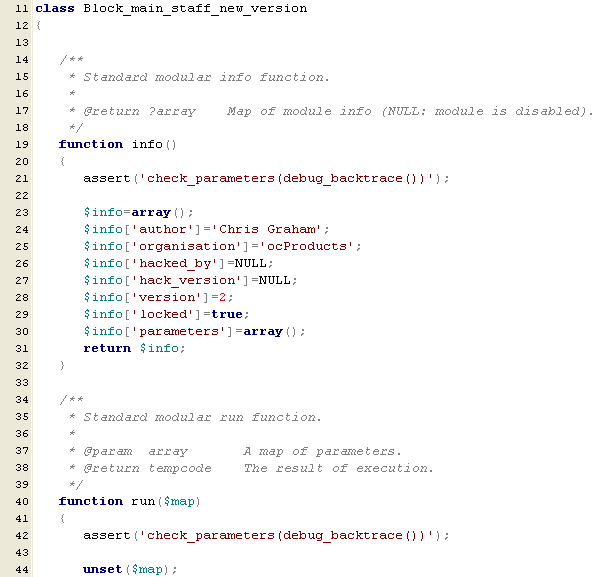 11 class Block_main_staff_new_version
12 {
13
14 /**
15 * Standard modular info function.
16 *
17 * @return ?array Map of module info (NULL: module is disabled).
18 */
19 function info()
20 {
21 assert('check_parameters(debug_backtrace())');
22
23 $info=array();
24 $info['author']='Chris Graham';
25 $info['organisation']='ocProducts';
26 $info['hacked_by']=NULL;
27 $info['hack_version']=NULL;
28 $info['version']=2;
29 $info['locked']=true;
30 $info['parameters']=array();
31 return $info;
32 }
33
34 /**
35 * Standard modular run function.
36 *
37 * @param array A map of parameters.
38 * @return tempcode The result of execution.
39 */
40 function run($map)
41 {
42 assert('check_parameters(debug_backtrace())');
43
44 unset($map);